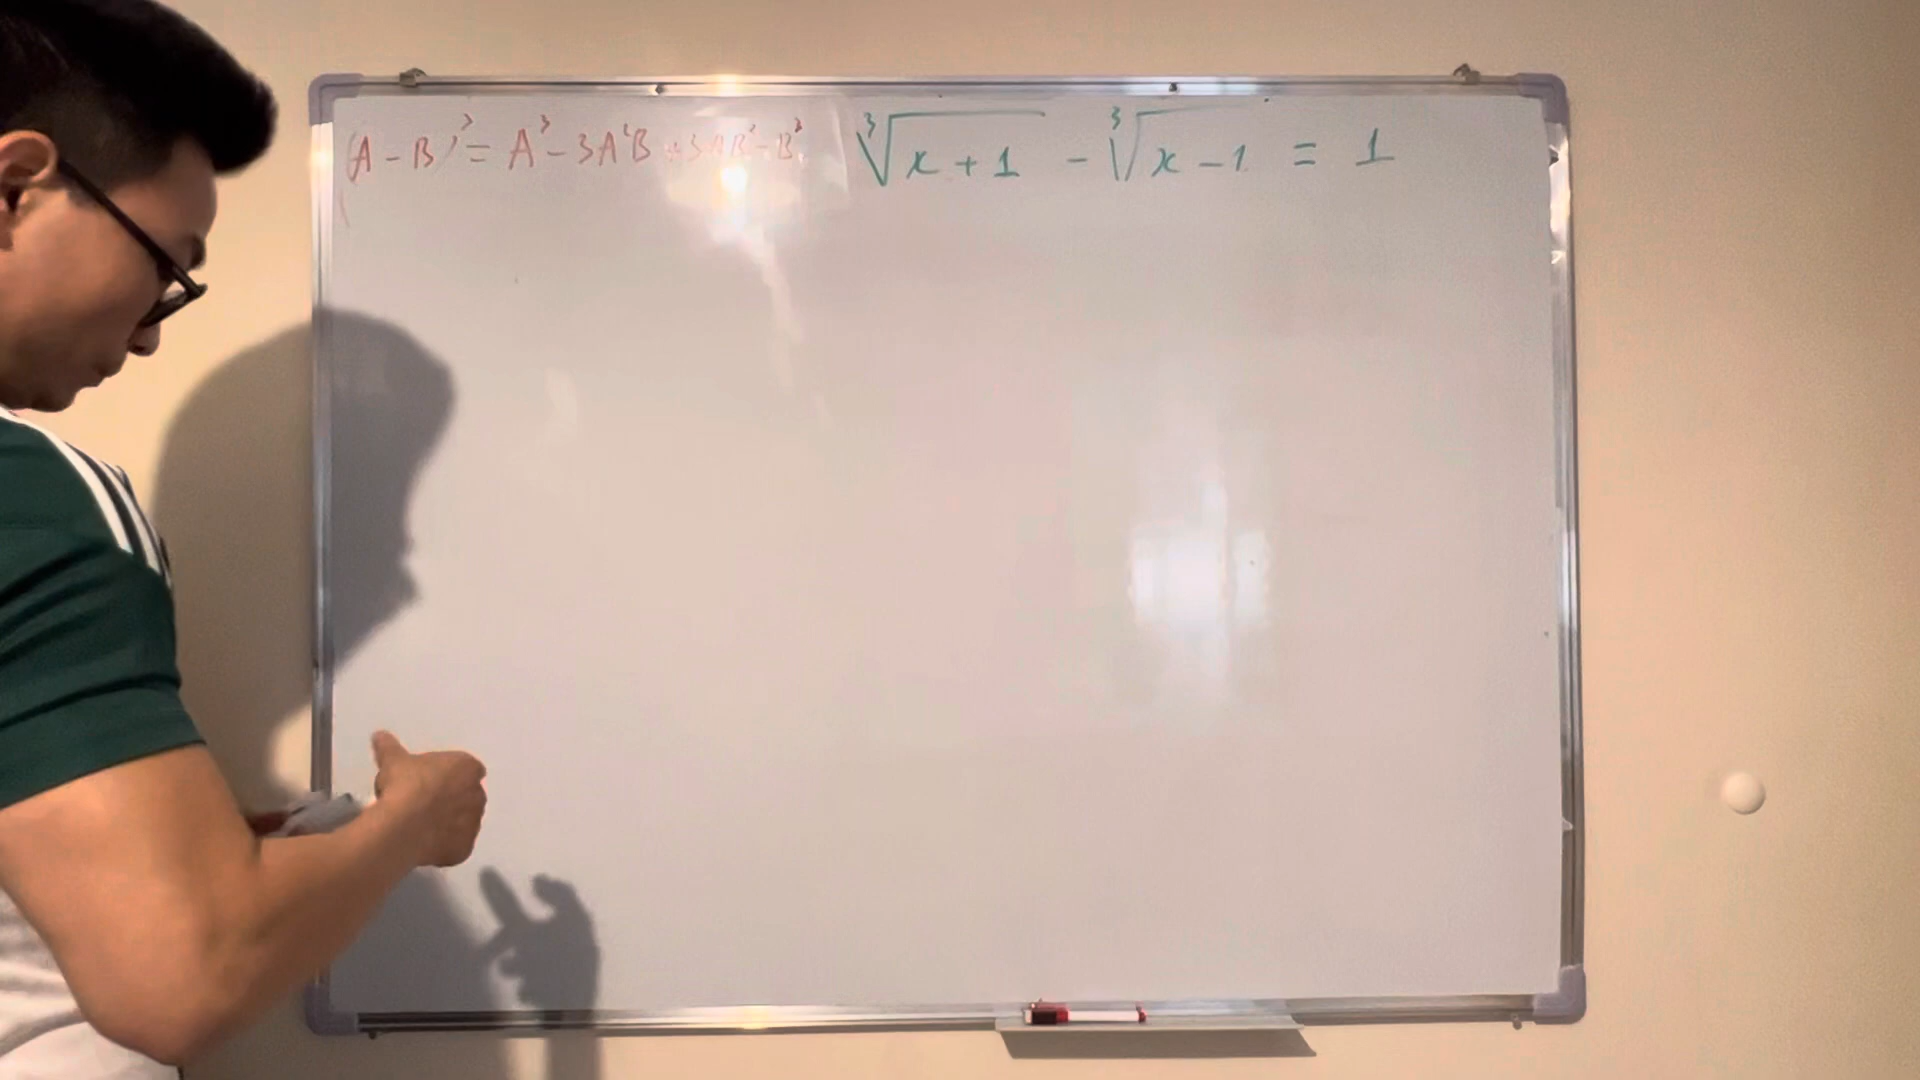 (A - B)³ = A³ - 3A²B + 3AB² - B³
∛(x + 1) - ∛(x - 1) = 1